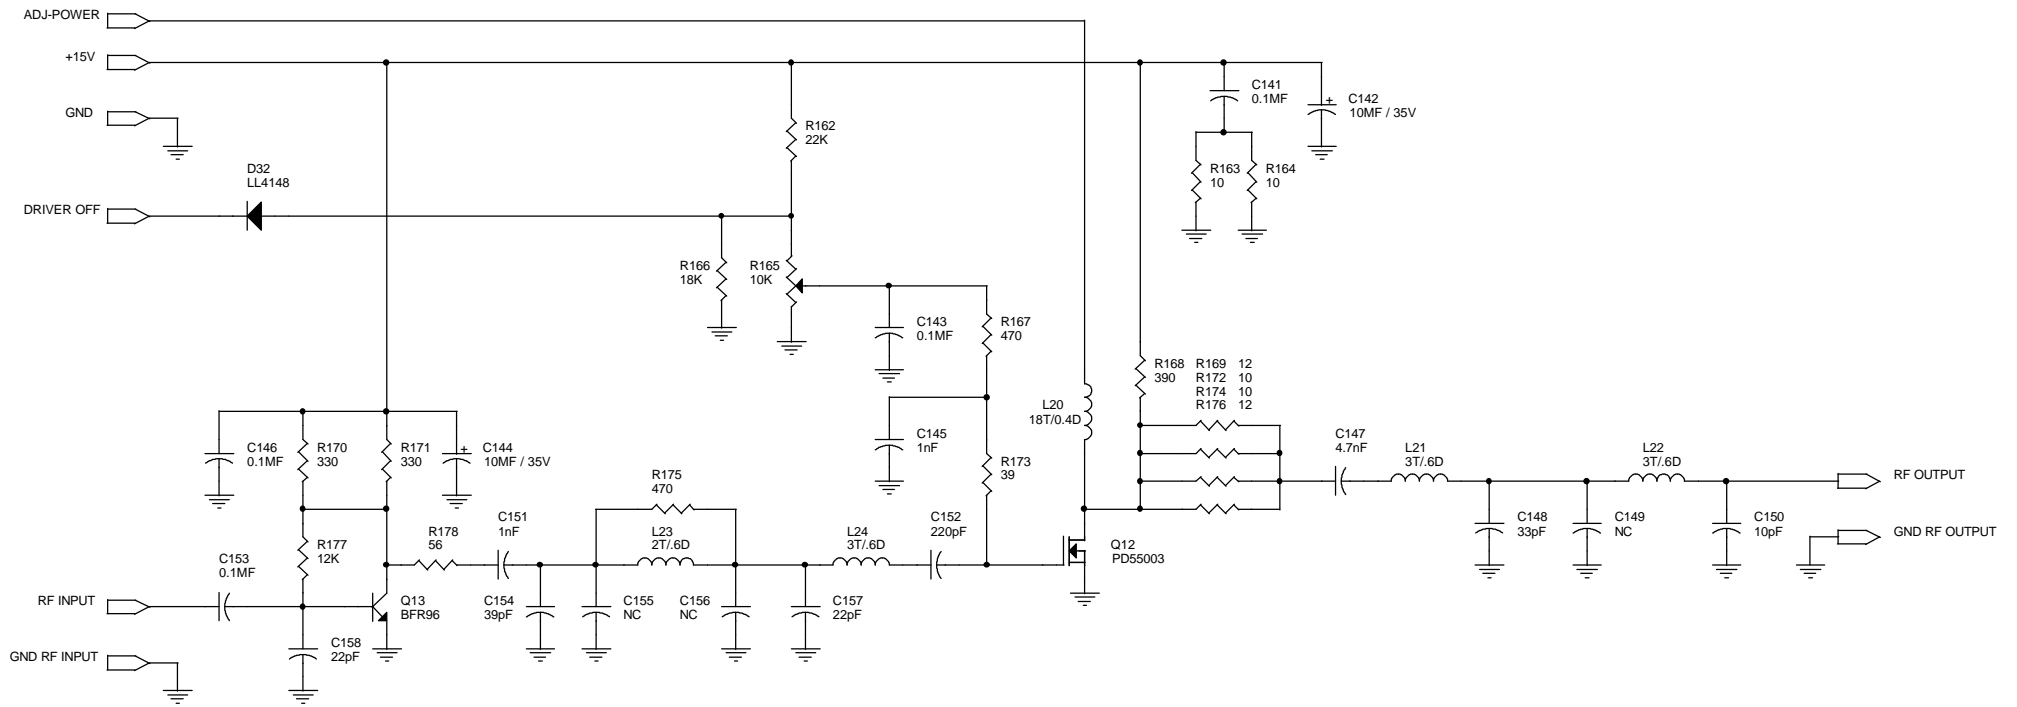 ADJ-POWER
+15V
GND
DRIVER OFF
D32
LL4148
R162
22K
C141
0.1MF
+
C142
10MF / 35V
R163
10
R164
10
R166
18K
R165
10K
C143
0.1MF
R167
470
C145
1nF
R173
39
L20
18T/0.4D
R168
390
R169 12
R172 10
R174 10
R176 12
C146
0.1MF
R170
330
R171
330
+
C144
10MF / 35V
R175
470
C147
4.7nF
L21
3T/.6D
L22
3T/.6D
RF OUTPUT
C153
0.1MF
R177
12K
R178
56
C151
1nF
L23
2T/.6D
L24
3T/.6D
C152
220pF
Q12
PD55003
C148
33pF
C149
NC
C150
10pF
GND RF OUTPUT
RF INPUT
Q13
BFR96
C154
39pF
C155
NC
C156
NC
C157
22pF
C158
22pF
GND RF INPUT